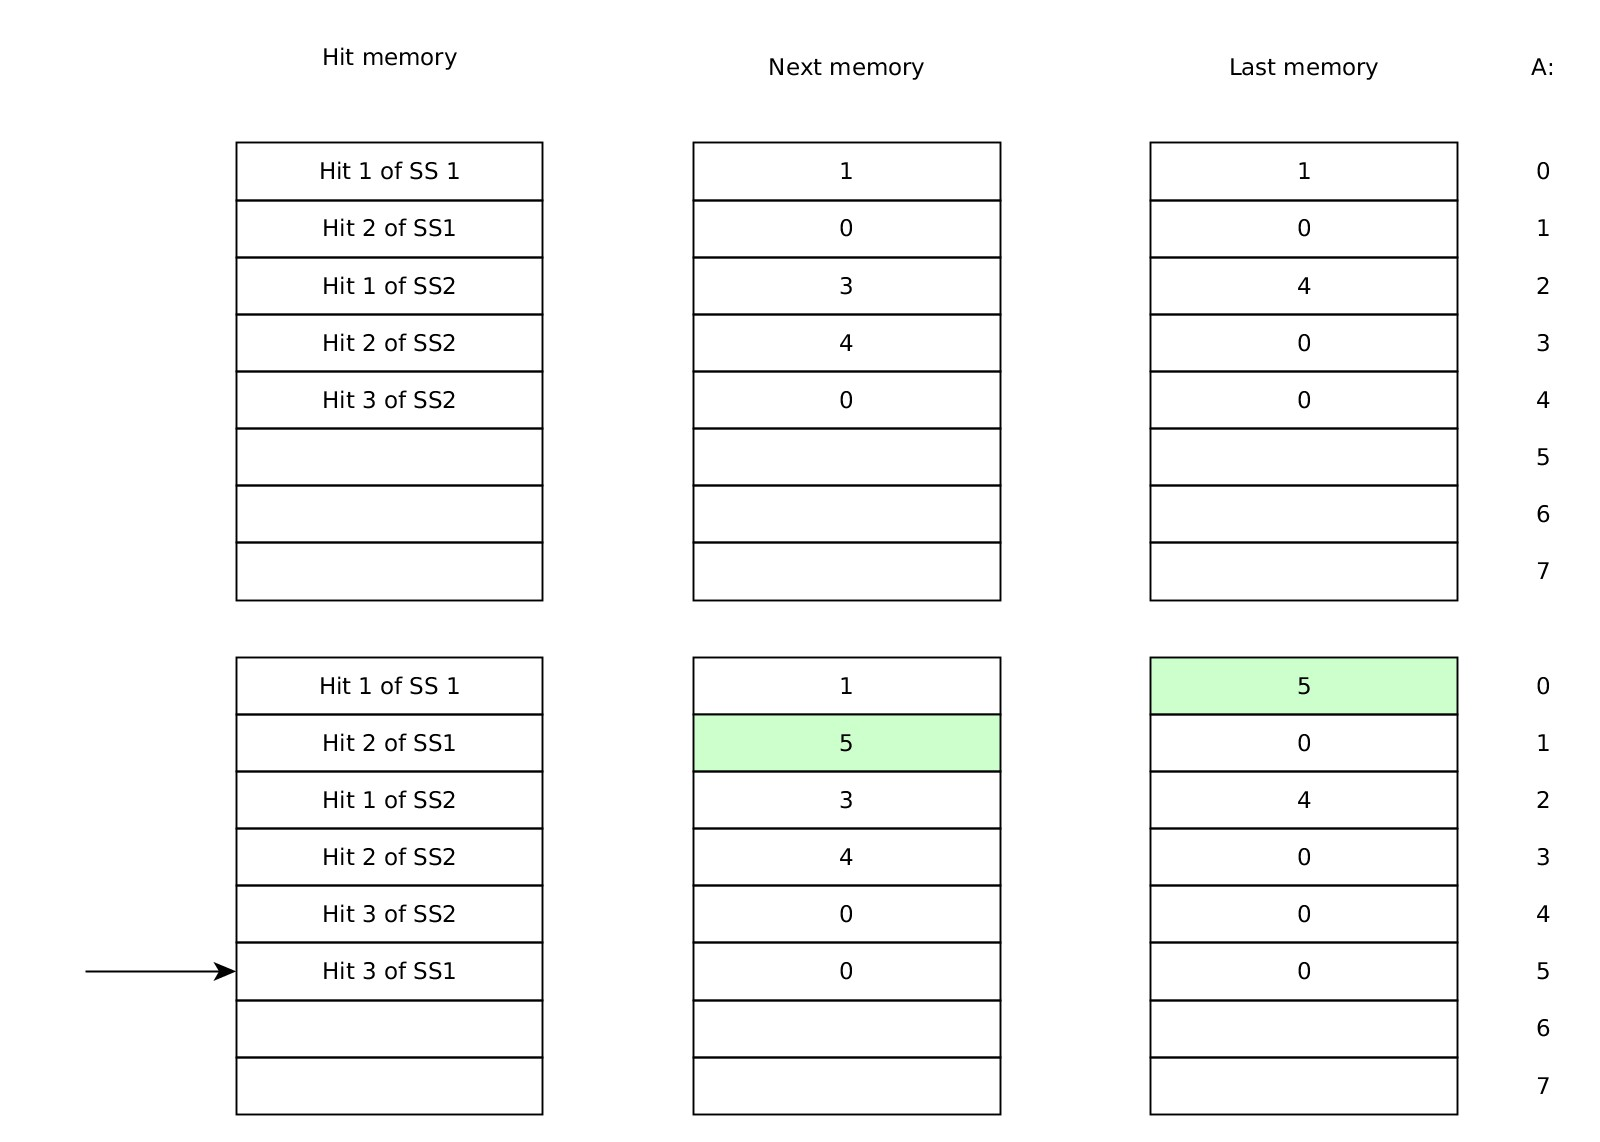 Hit memory Next memory Last memory A:
Hit 1 of SS 1 1 1 0
Hit 2 of SS1 0 0 1
Hit 1 of SS2 3 4 2
Hit 2 of SS2 4 0 3
Hit 3 of SS2 0 0 4
5
6
7
Hit 1 of SS 1 1 5 0
Hit 2 of SS1 5 0 1
Hit 1 of SS2 3 4 2
Hit 2 of SS2 4 0 3
Hit 3 of SS2 0 0 4
Hit 3 of SS1 0 0 5
6
7